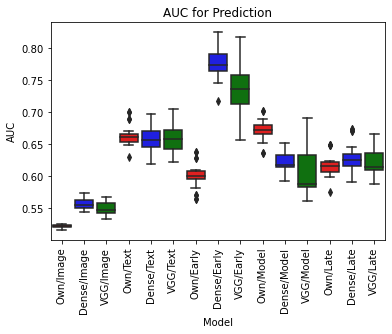 AUC for Prediction
AUC
0.80
0.75
0.70
0.65
0.60
0.55
Own/Image
Dense/Image
VGG/Image
Own/Text
Dense/Text
VGG/Text
Own/Early
Dense/Early
VGG/Early
Own/Model
Dense/Model
VGG/Model
Own/Late
Dense/Late
VGG/Late
Model